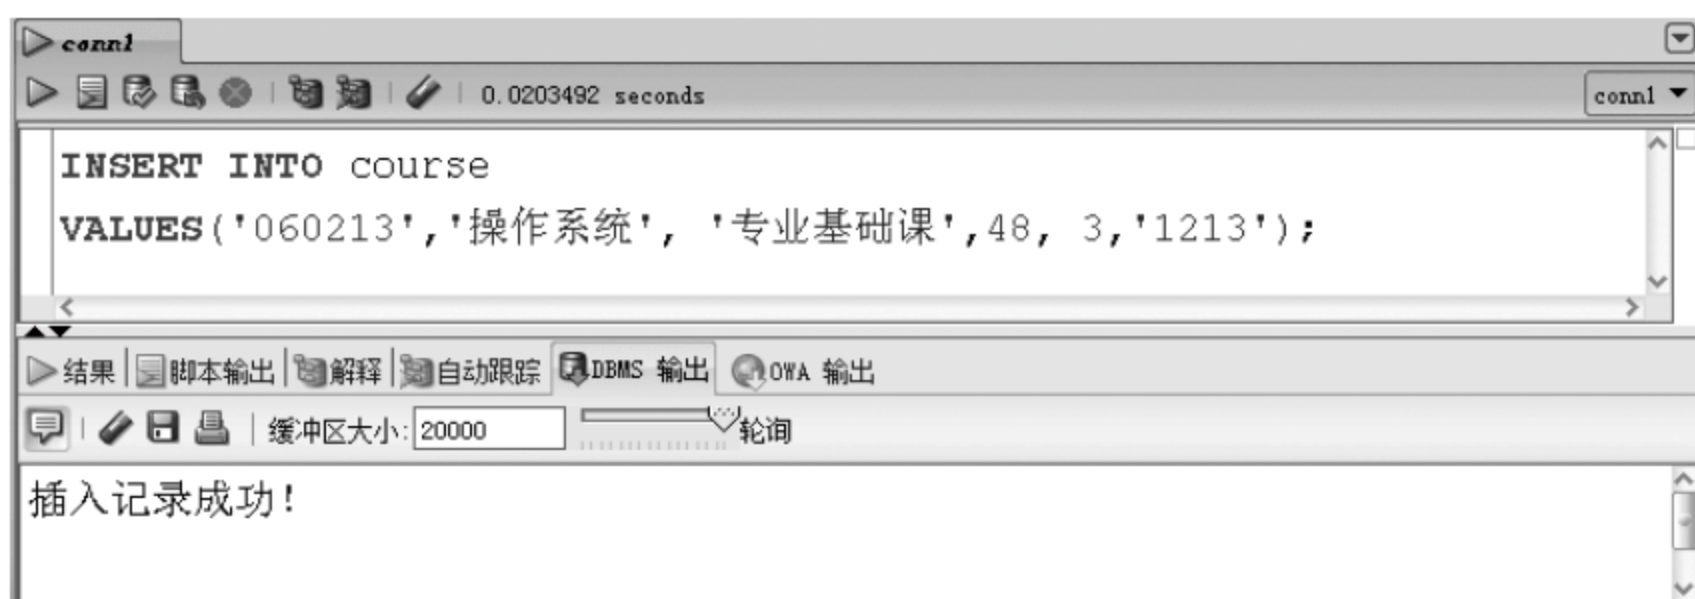 conn1
0.0203492 seconds
conn1
INSERT INTO course
VALUES('060213','操作系统', '专业基础课',48, 3,'1213');
结果 脚本输出 解释 自动跟踪 DBMS 输出 OWA 输出
缓冲区大小: 20000 轮询
插入记录成功!